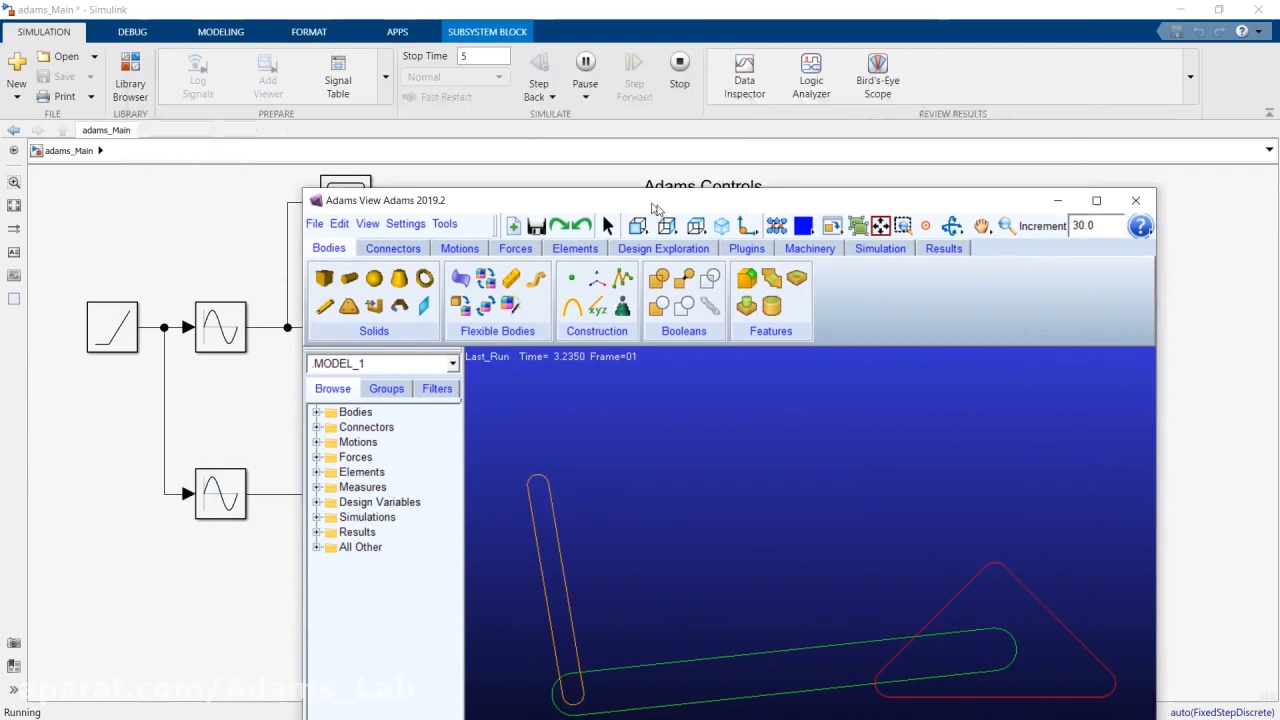 adams_Main * - Simulink
SIMULATION DEBUG MODELING FORMAT APPS SUBSYSTEM BLOCK
New
Open
Save
Print
FILE
Library Browser
LIBRARY
Log Signals
Add Viewer
Signal Table
PREPARE
Stop Time 5
Normal
Fast Restart
Step Back
Pause
Step Forward
Stop
SIMULATE
Data Inspector
Logic Analyzer
Bird's-Eye Scope
REVIEW RESULTS
adams_Main
adams_Main
Adams Controls
Adams View Adams 2019.2
File Edit View Settings Tools
Increment 30.0
Bodies Connectors Motions Forces Elements Design Exploration Plugins Machinery Simulation Results
xyz
Solids Flexible Bodies Construction Booleans Features
.MODEL_1
Browse Groups Filters
Bodies
Connectors
Motions
Forces
Elements
Measures
Design Variables
Simulations
Results
All Other
Last_Run Time= 3.2350 Frame=01
aparat.com/Adams_Lab
Running
auto(FixedStepDiscrete)